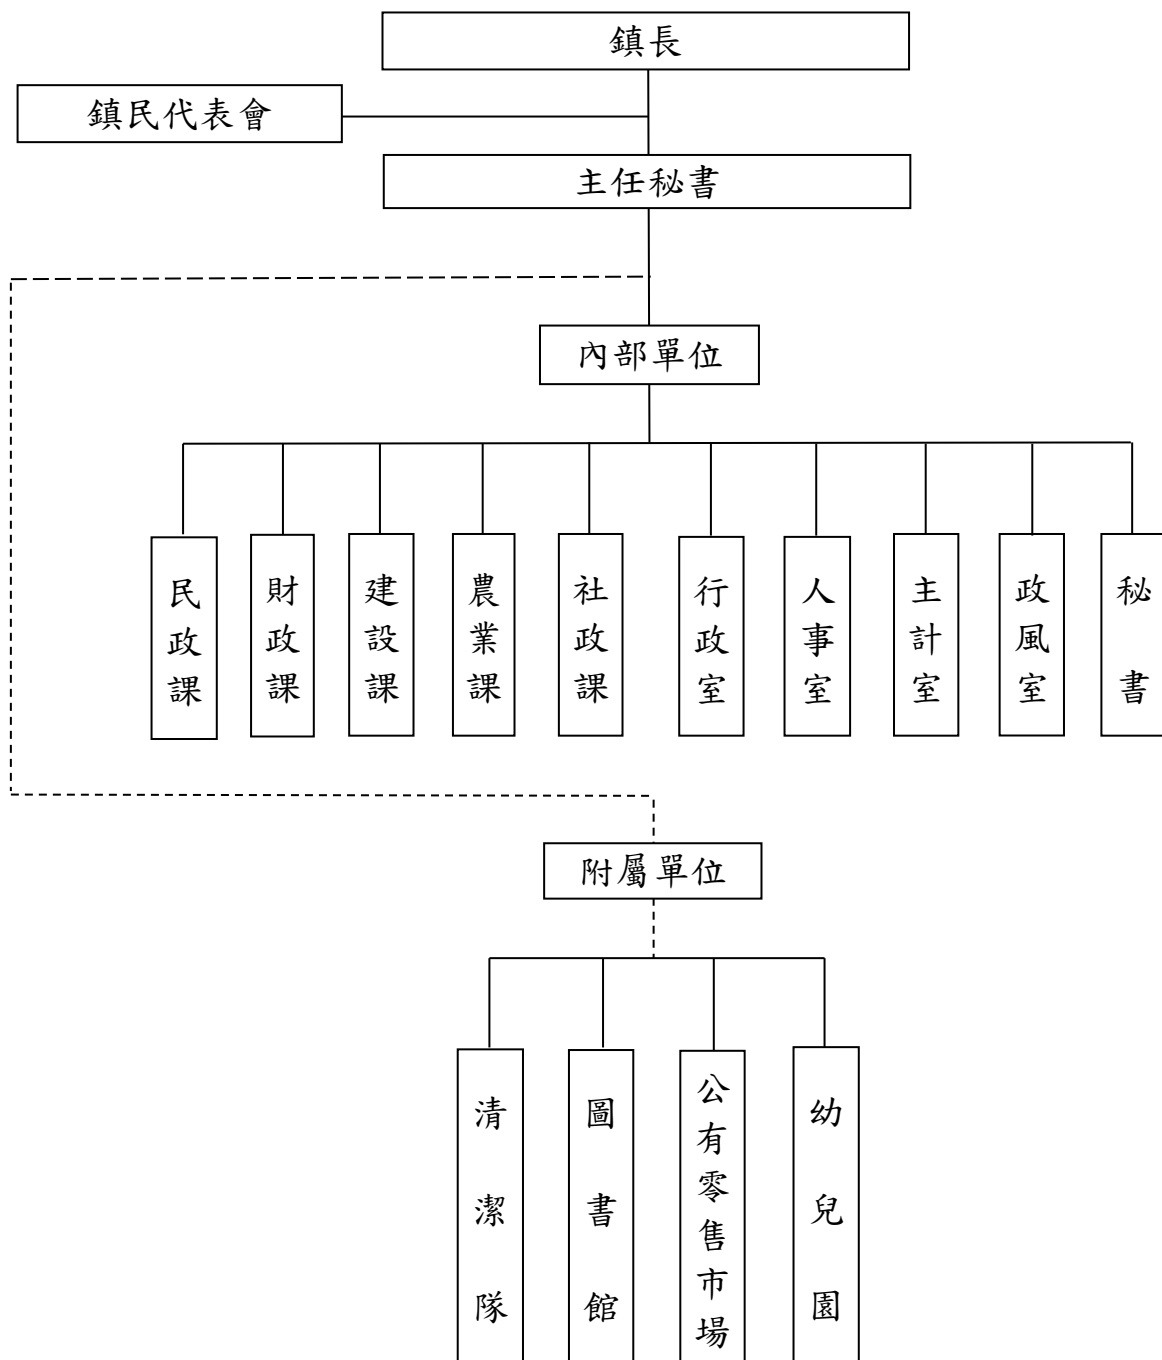 鎮長
鎮民代表會
主任秘書
內部單位
民政課
財政課
建設課
農業課
社政課
行政室
人事室
主計室
政風室
秘書
附屬單位
清潔隊
圖書館
公有零售市場
幼兒園